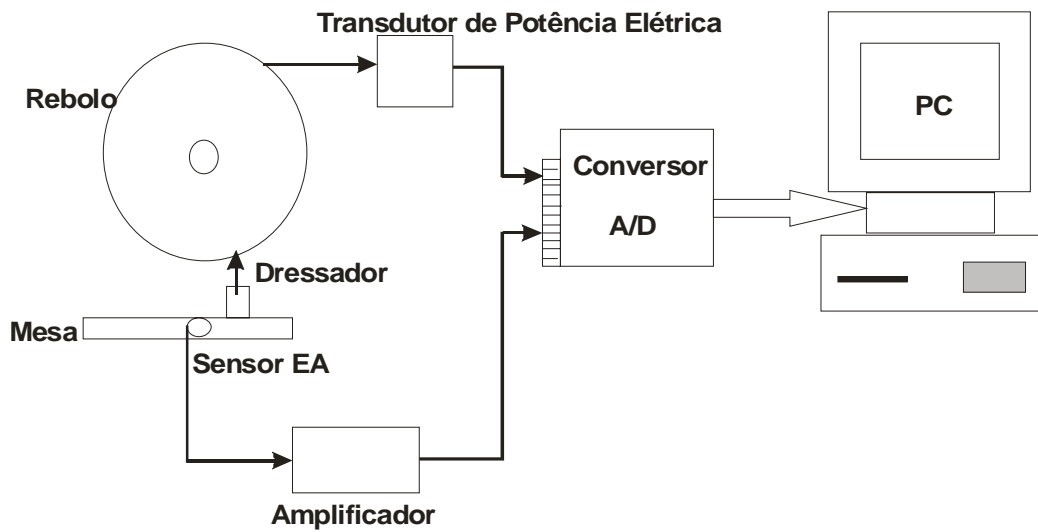 Transdutor de Potência Elétrica
Rebolo
PC
Conversor
A/D
Dressador
Mesa
Sensor EA
Amplificador